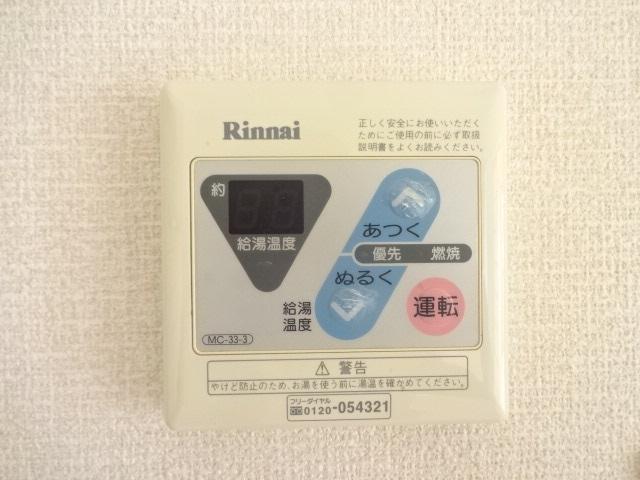 Rinnai
正しく安全にお使いいただく
ためにご使用の前に必ず取扱
説明書をよくお読みください。
約
給湯温度
あつく
優先 燃焼
ぬるく
給湯
温度
運転
MC-33-3
⚠ 警告
やけど防止のため、お湯を使う前に湯温を確かめてください。
フリーダイヤル
0120-054321